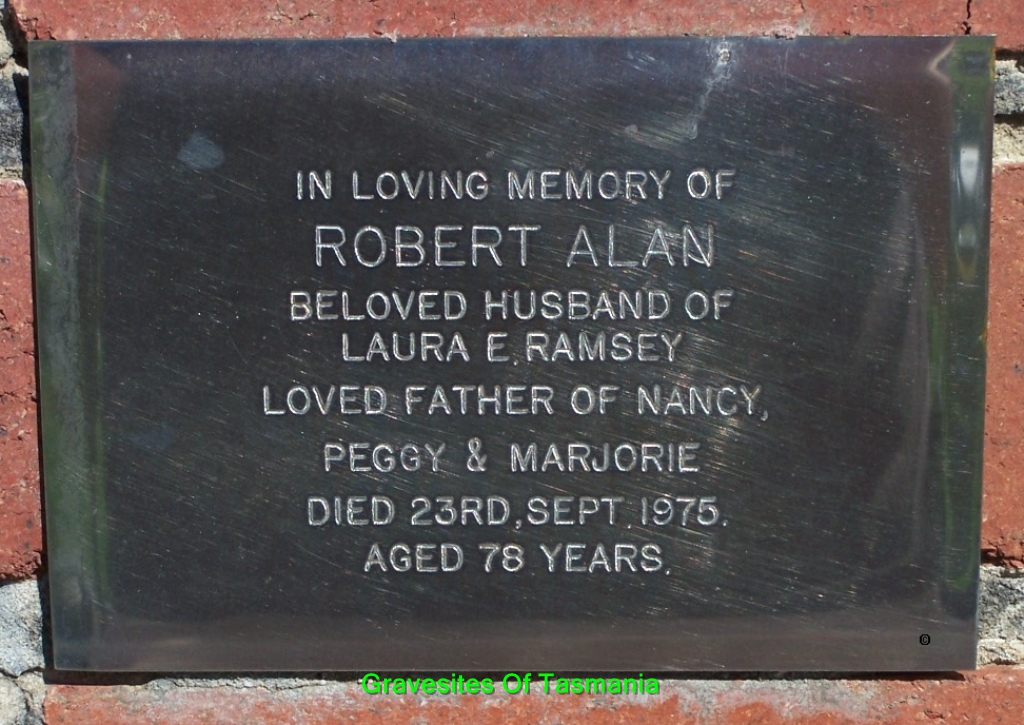 IN LOVING MEMORY OF
ROBERT ALAN
BELOVED HUSBAND OF
LAURA E. RAMSEY
LOVED FATHER OF NANCY,
PEGGY & MARJORIE
DIED 23RD, SEPT. 1975.
AGED 78 YEARS.
©
Gravesites Of Tasmania